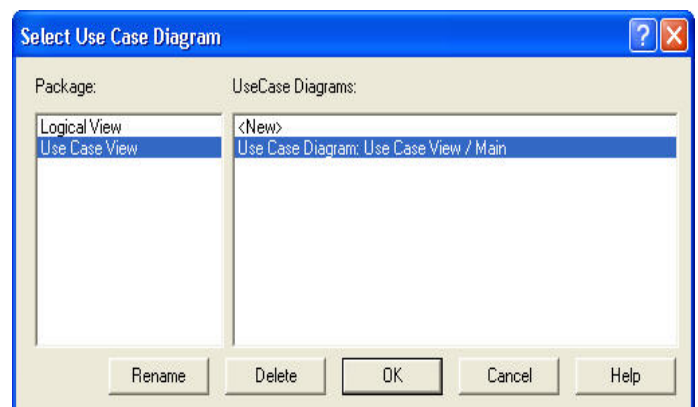 Select Use Case Diagram
Package:
UseCase Diagrams:
Logical View
<New>
Use Case View
Use Case Diagram: Use Case View / Main
Rename
Delete
OK
Cancel
Help